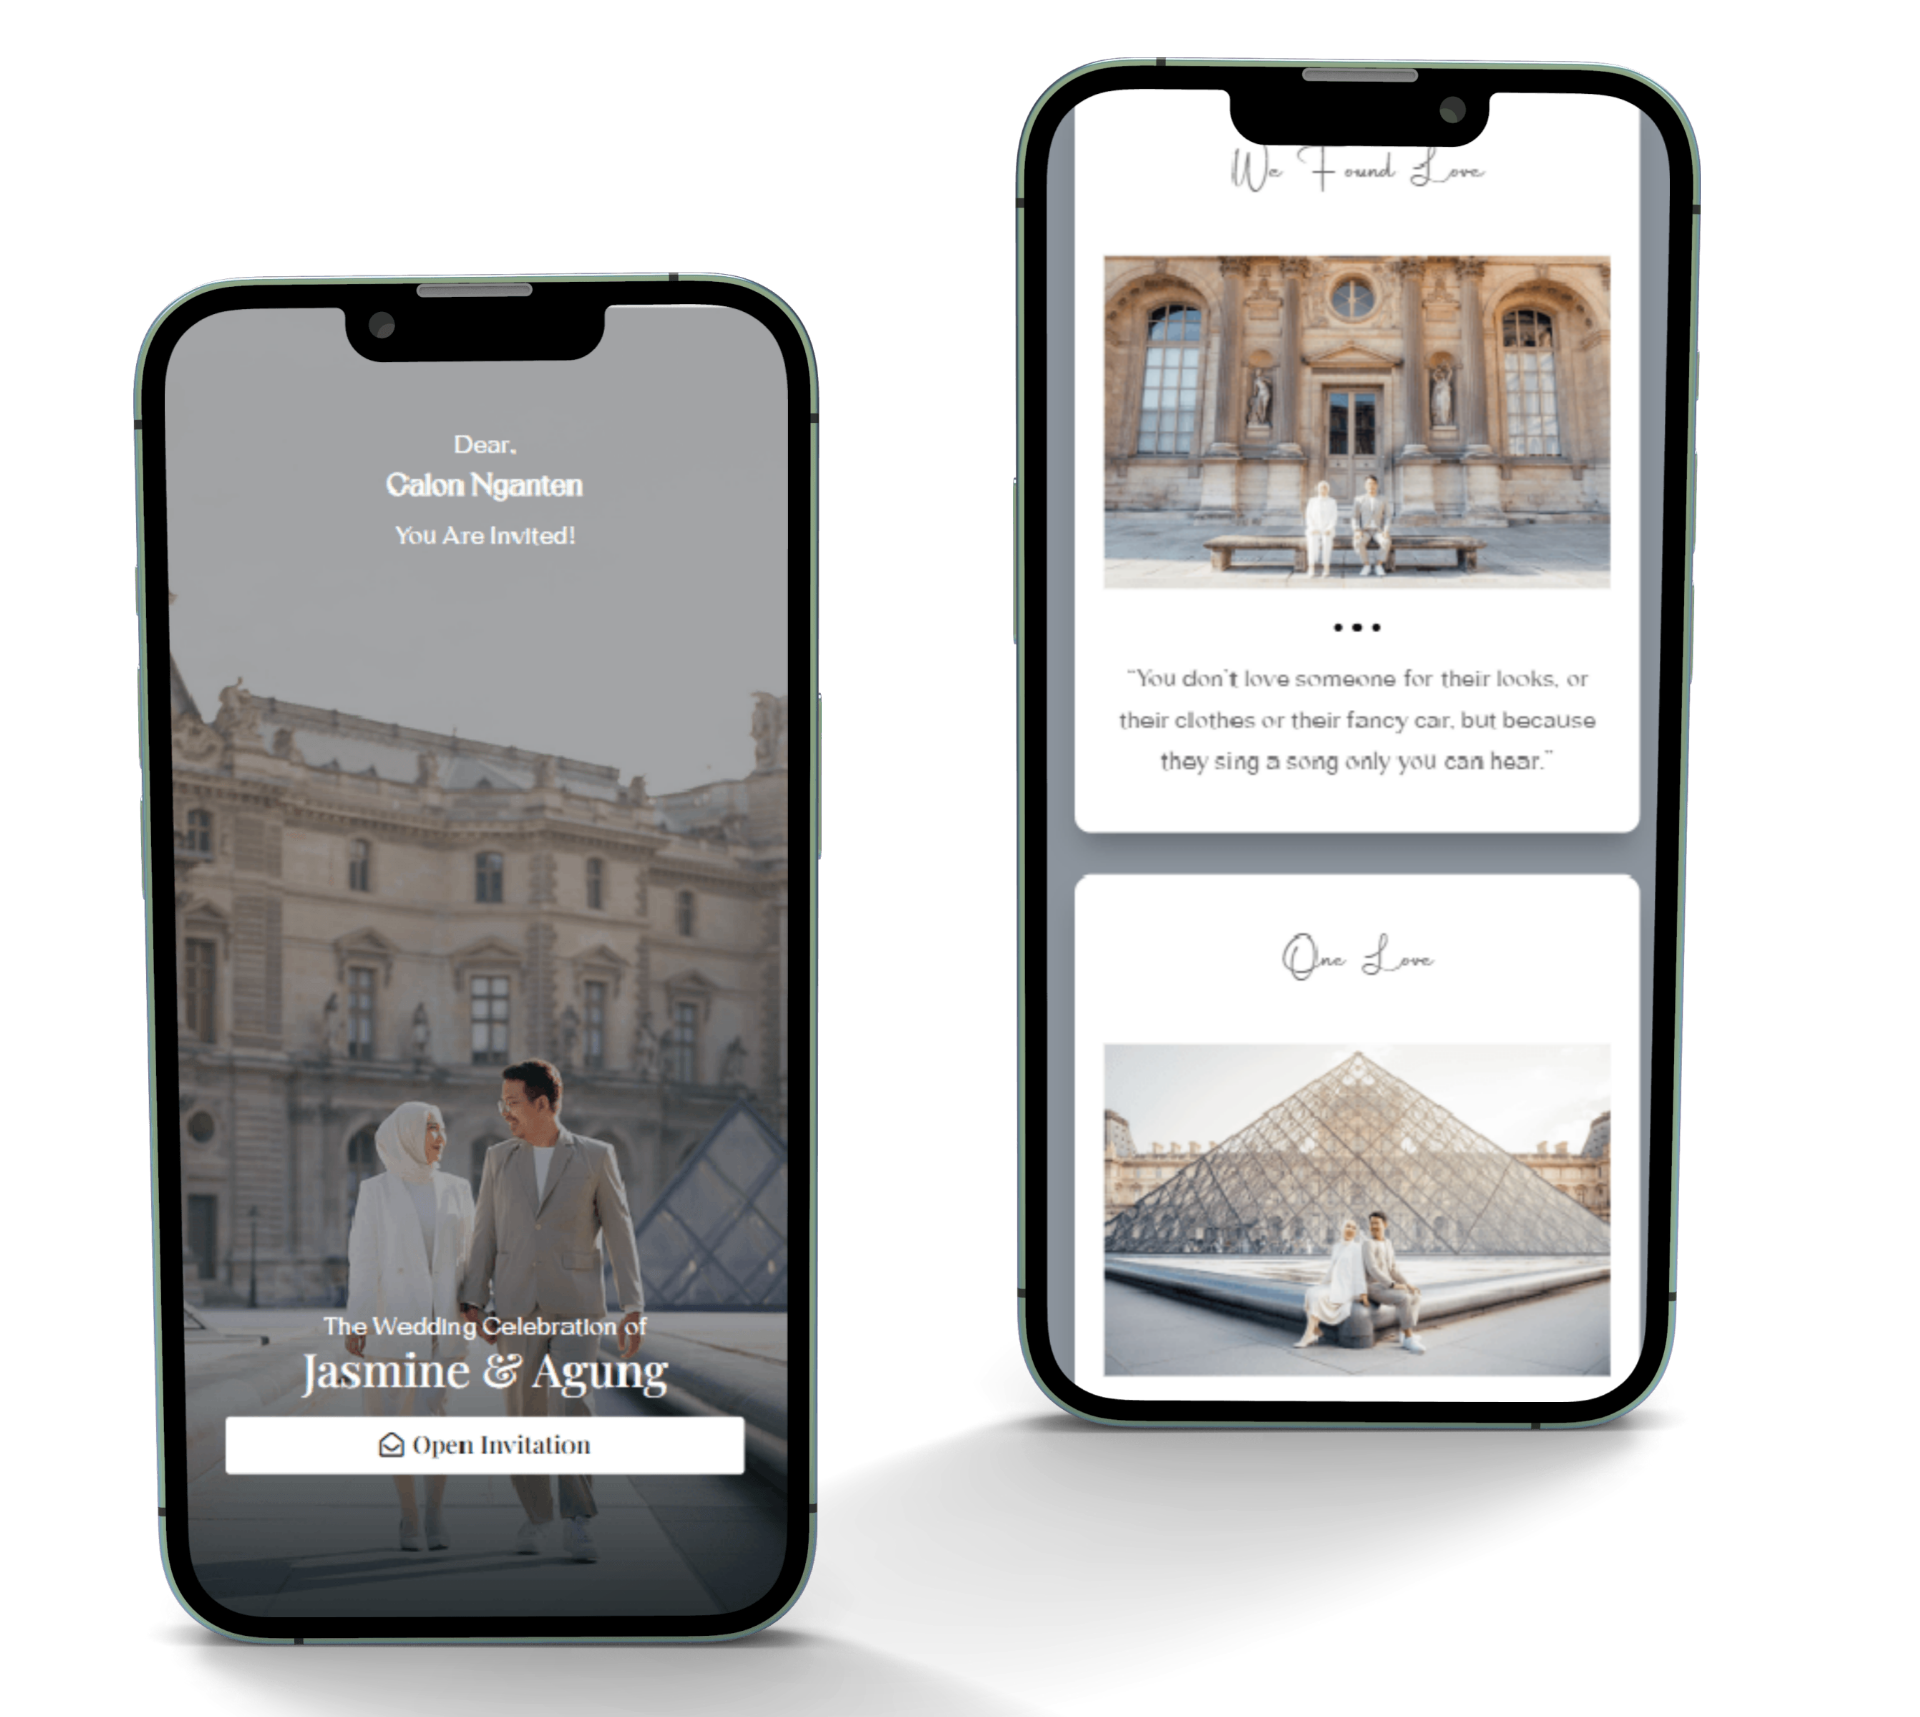 Dear,
Calon Nganten
You Are Invited!
The Wedding Celebration of
Jasmine & Agung
Open Invitation
We Found Love
"You don't love someone for their looks, or
their clothes or their fancy car, but because
they sing a song only you can hear."
One Love